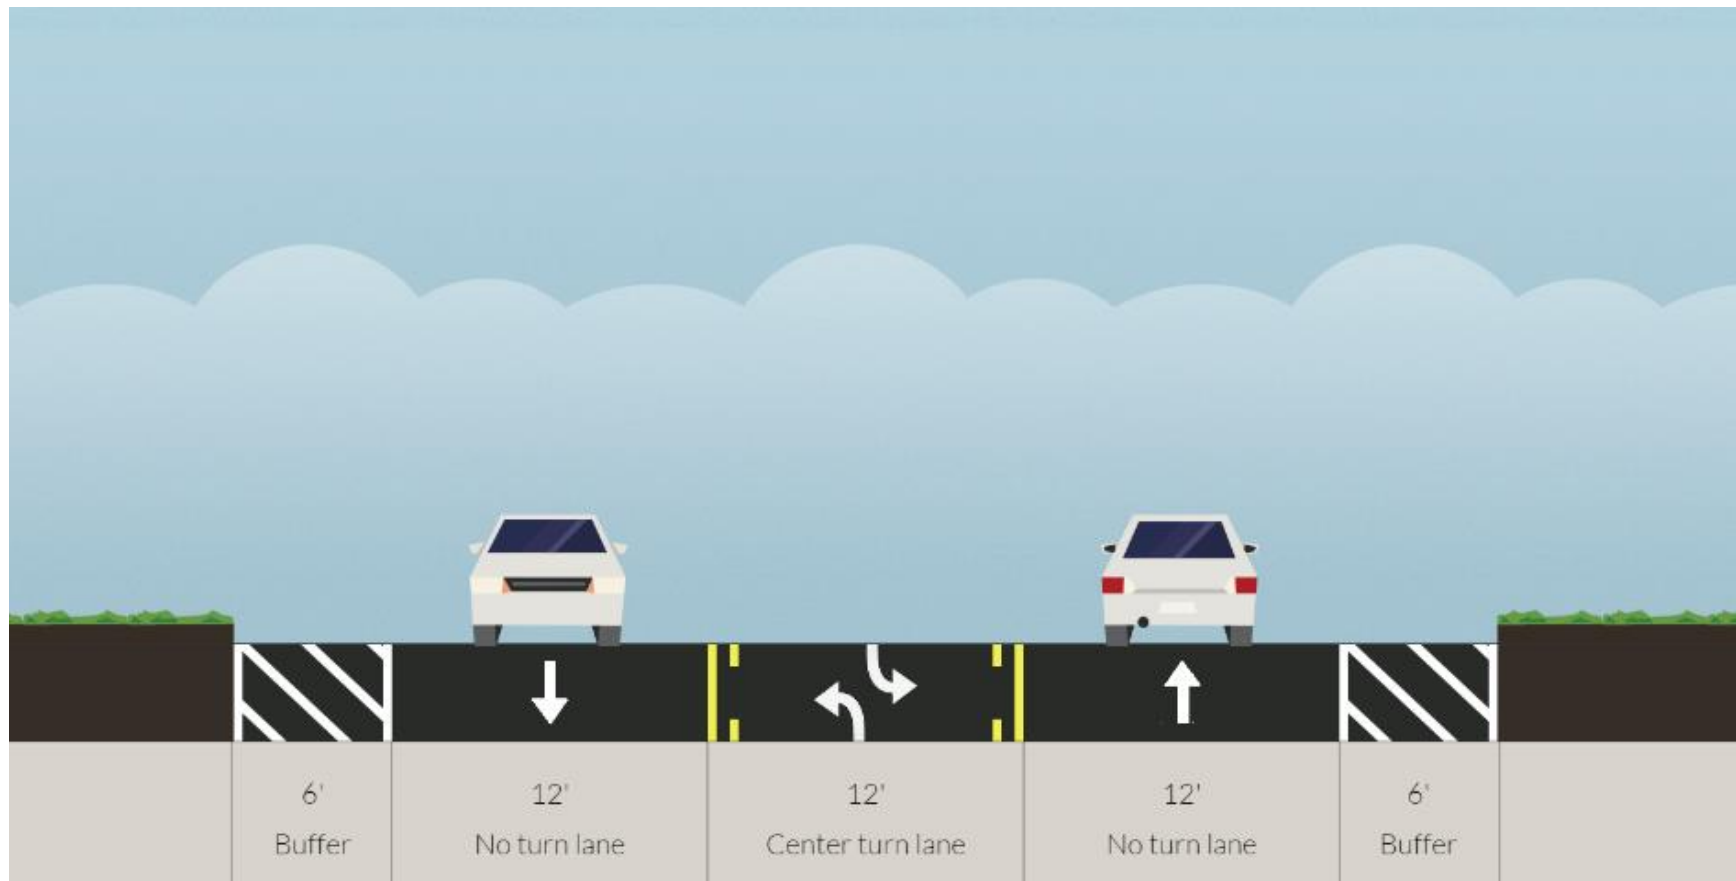 6'
Buffer
12'
No turn lane
12'
Center turn lane
12'
No turn lane
6'
Buffer